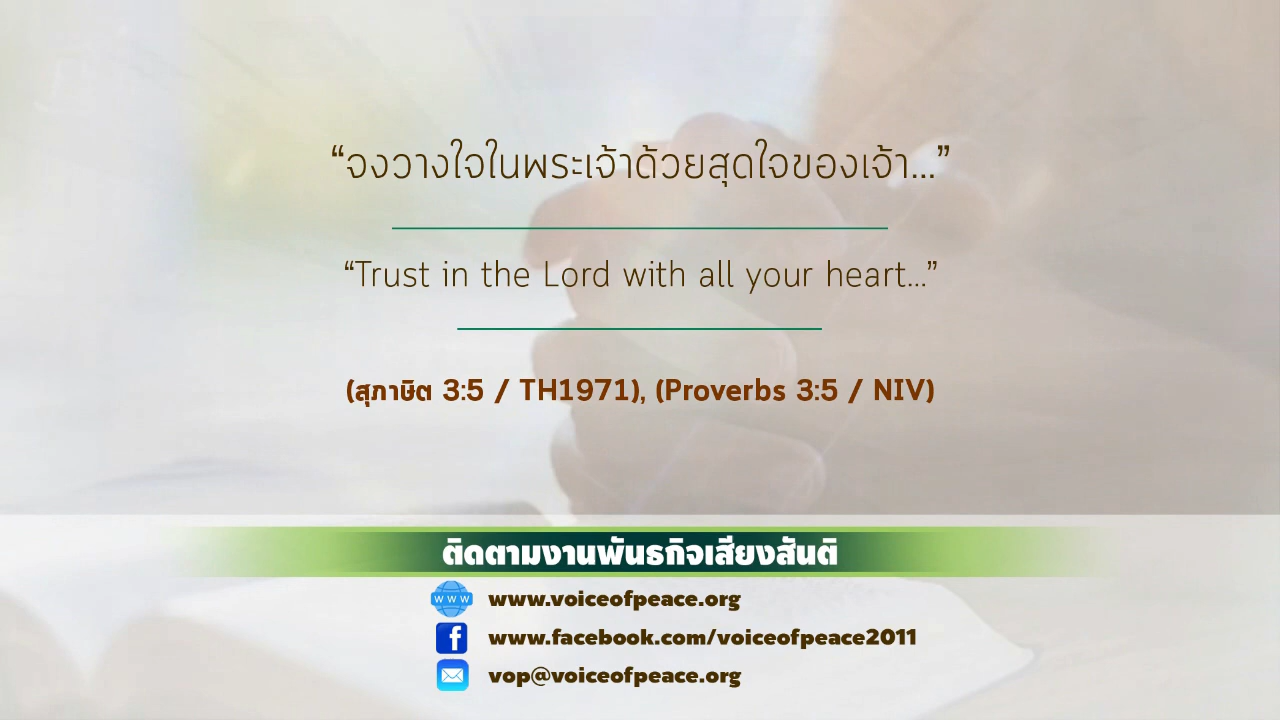 “จงวางใจในพระเจ้าด้วยสุดใจของเจ้า...”
“Trust in the Lord with all your heart...”
(สุภาษิต 3:5 / TH1971), (Proverbs 3:5 / NIV)
ติดตามงานพันธกิจเสียงสันติ
www www.voiceofpeace.org
f www.facebook.com/voiceofpeace2011
vop@voiceofpeace.org